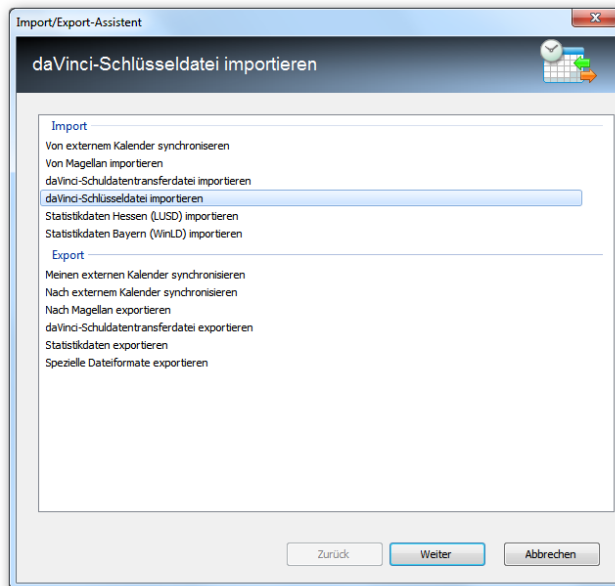 Import/Export-Assistent
daVinci-Schlüsseldatei importieren
Import
Von externem Kalender synchroniseren
Von Magellan importieren
daVinci-Schuldatentransferdatei importieren
daVinci-Schlüsseldatei importieren
Statistikdaten Hessen (LUSD) importieren
Statistikdaten Bayern (WinLD) importieren
Export
Meinen externen Kalender synchronisieren
Nach externem Kalender synchronisieren
Nach Magellan exportieren
daVinci-Schuldatentransferdatei exportieren
Statistikdaten exportieren
Spezielle Dateiformate exportieren
Zurück
Weiter
Abbrechen